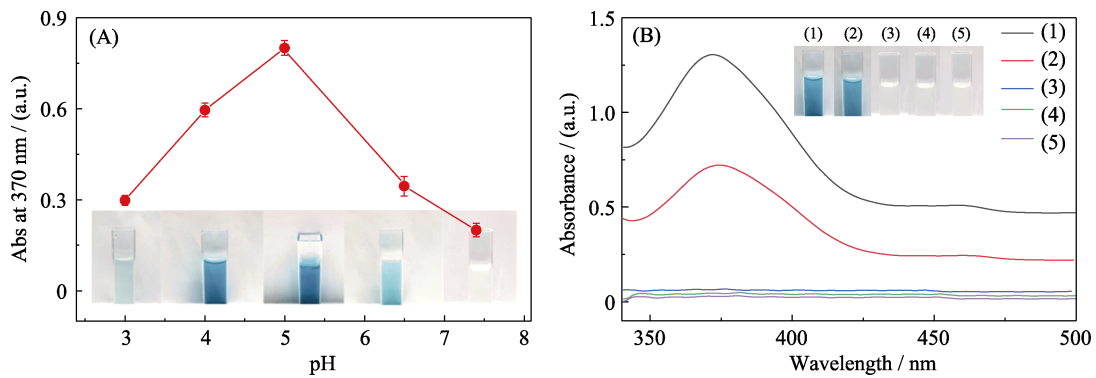 (A)
Abs at 370 nm / (a.u.)
0.9
0.6
0.3
0
3 4 5 6 7 8
pH
(B)
(1) (2) (3) (4) (5)
(1)
(2)
(3)
(4)
(5)
Absorbance / (a.u.)
1.5
1.0
0.5
0
350 400 450 500
Wavelength / nm